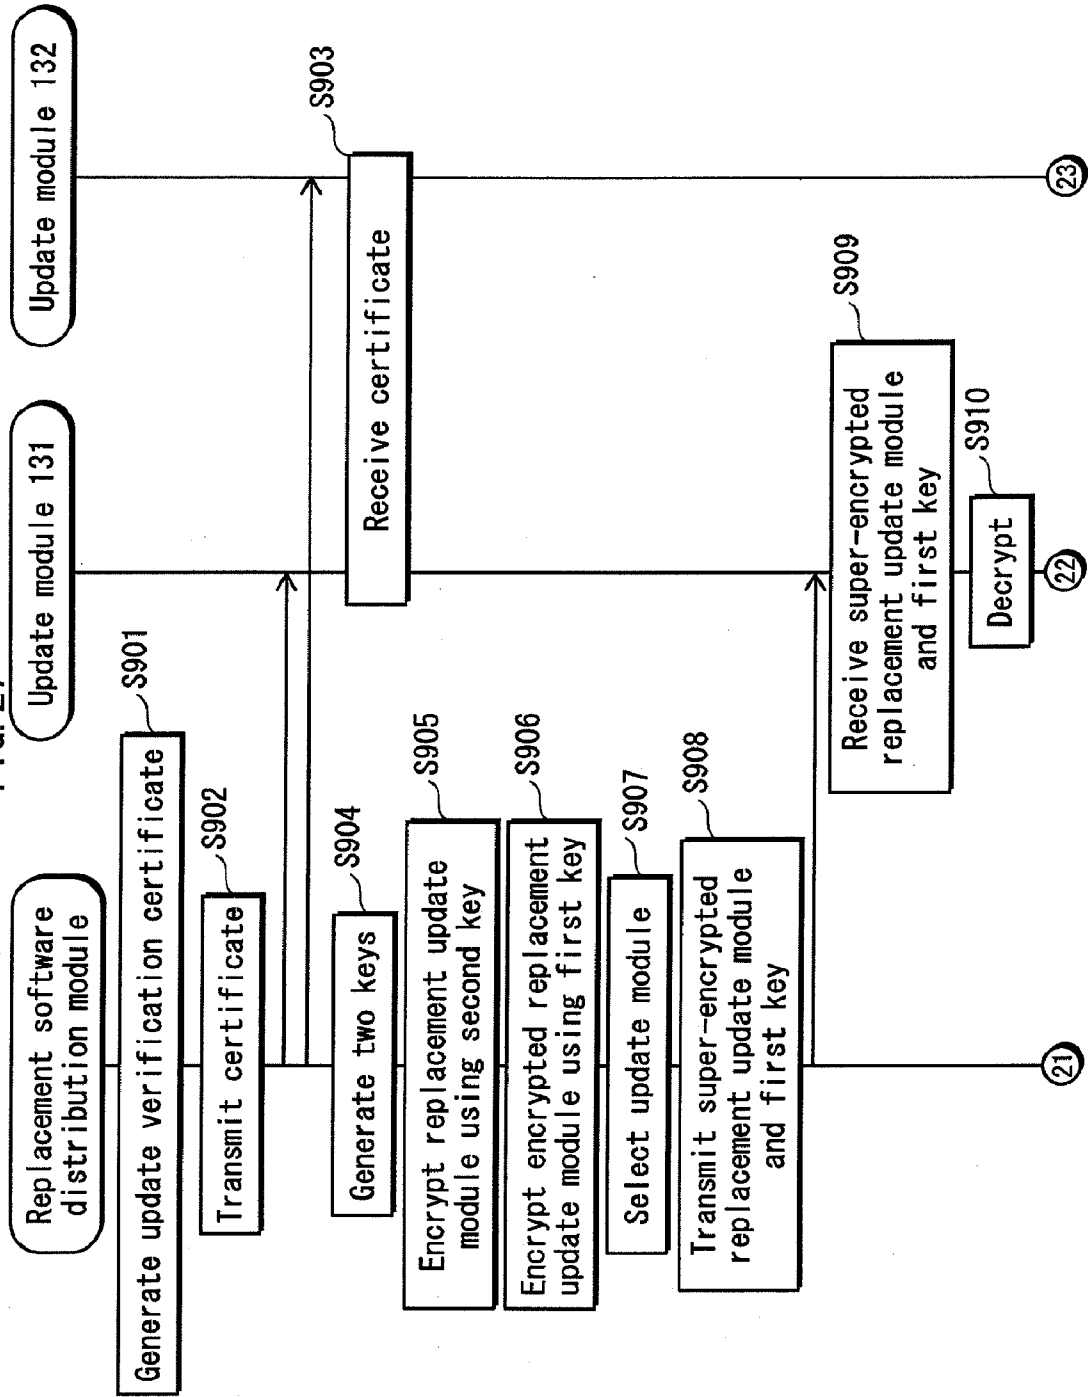 Replacement software
distribution module
Update module 131
Update module 132
Generate update verification certificate
S901
Transmit certificate
S902
Receive certificate
S903
Generate two keys
S904
Encrypt replacement update
module using second key
S905
Encrypt encrypted replacement
update module using first key
S906
Select update module
S907
Transmit super-encrypted
replacement update module
and first key
S908
Receive super-encrypted
replacement update module
and first key
S909
Decrypt
S910
21
22
23